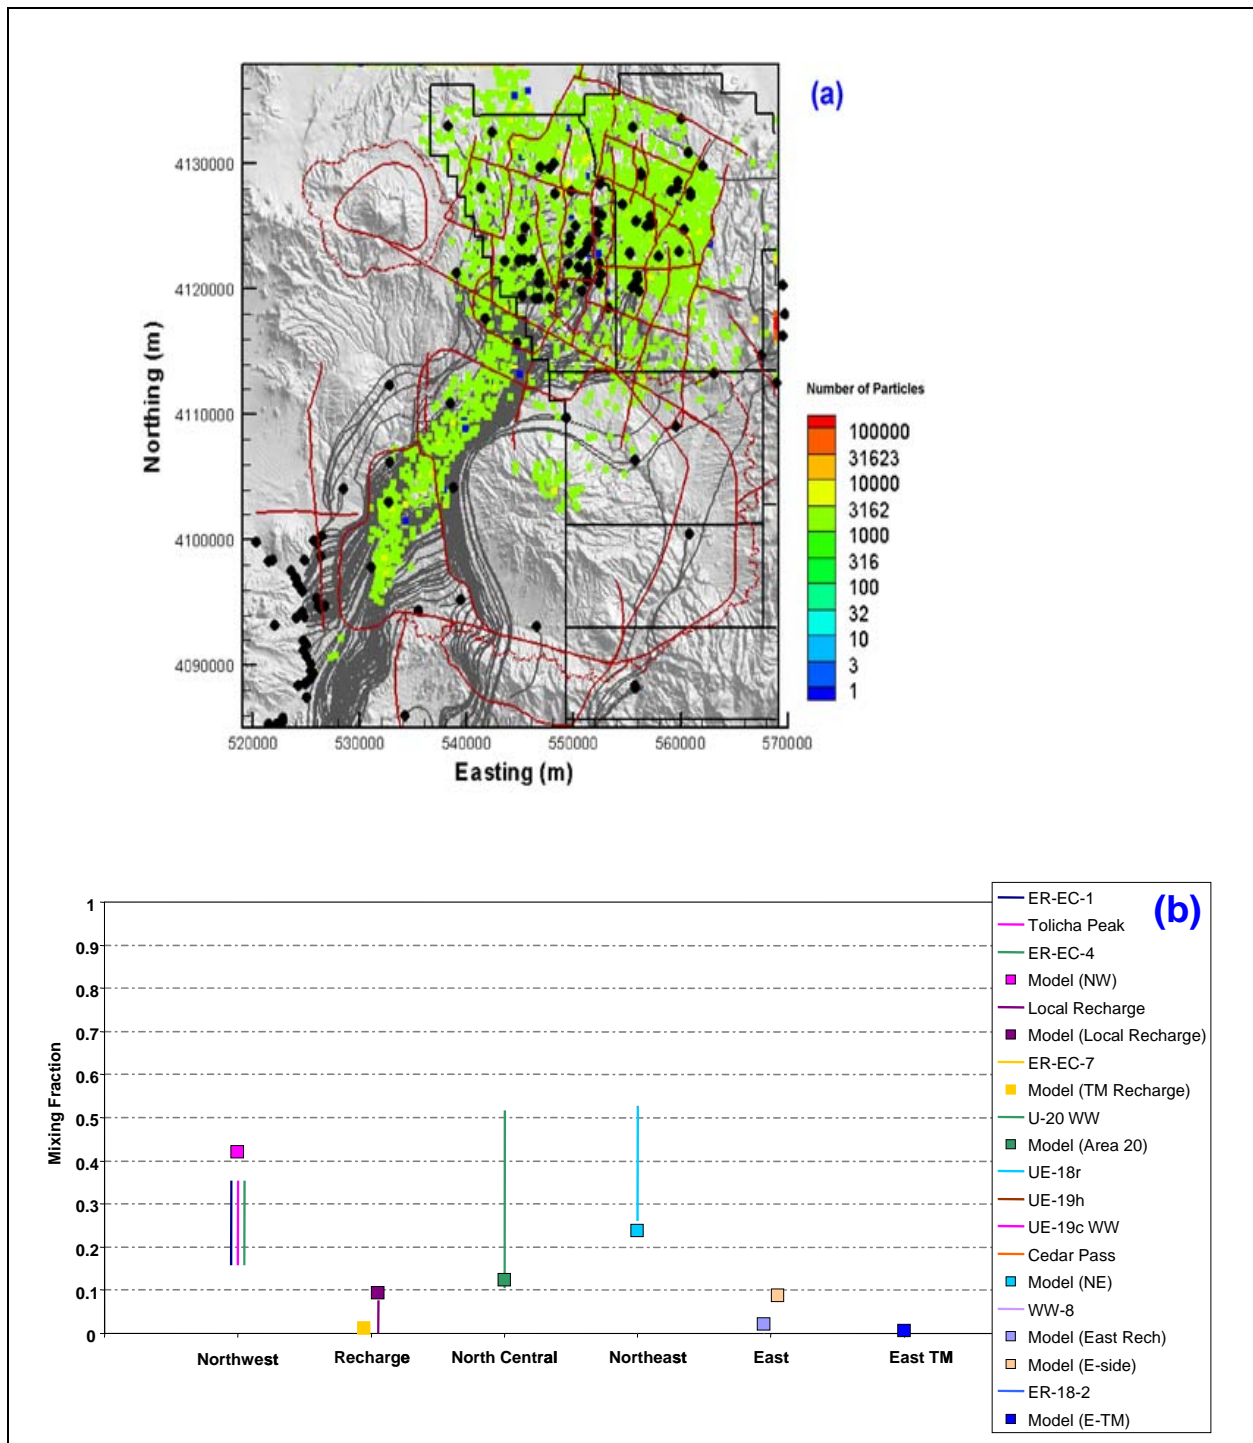 (a)
4130000
4120000
4110000
4100000
4090000
Northing (m)
520000 530000 540000 550000 560000 570000
Easting (m)
Number of Particles
100000
31623
10000
3162
1000
316
100
32
10
3
1
(b)
1
0.9
0.8
0.7
0.6
0.5
0.4
0.3
0.2
0.1
0
Mixing Fraction
Northwest Recharge North Central Northeast East East TM
ER-EC-1
Tolicha Peak
ER-EC-4
Model (NW)
Local Recharge
Model (Local Recharge)
ER-EC-7
Model (TM Recharge)
U-20 WW
Model (Area 20)
UE-18r
UE-19h
UE-19c WW
Cedar Pass
Model (NE)
WW-8
Model (East Rech)
Model (E-side)
ER-18-2
Model (E-TM)